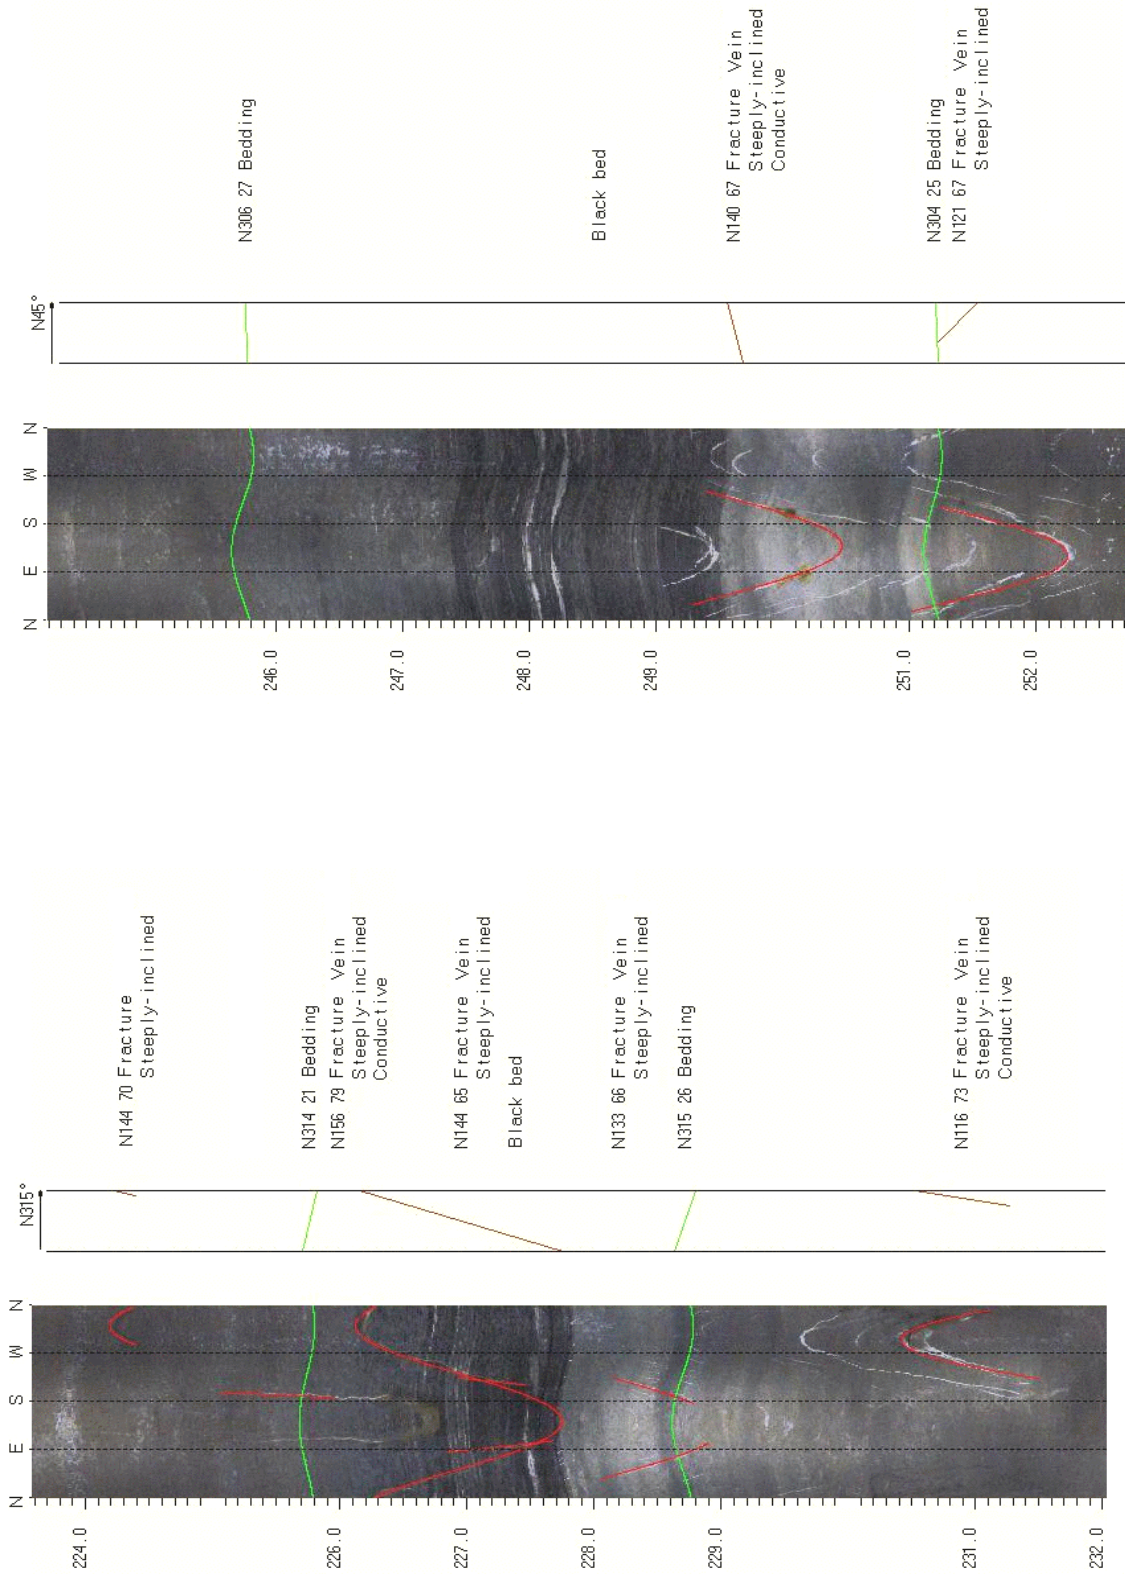 N306 27 Bedding
Black bed
N140 67 Fracture Vein
Steeply-inclined
Conductive
N304 25 Bedding
N121 67 Fracture Vein
Steeply-inclined
N45°
N
W
S
E
N
246.0
247.0
248.0
249.0
251.0
252.0
N144 70 Fracture
Steeply-inclined
N314 21 Bedding
N156 79 Fracture Vein
Steeply-inclined
Conductive
N144 65 Fracture Vein
Steeply-inclined
Black bed
N133 66 Fracture Vein
Steeply-inclined
N315 26 Bedding
N116 73 Fracture Vein
Steeply-inclined
Conductive
N315°
N
W
S
E
N
224.0
226.0
227.0
228.0
229.0
231.0
232.0